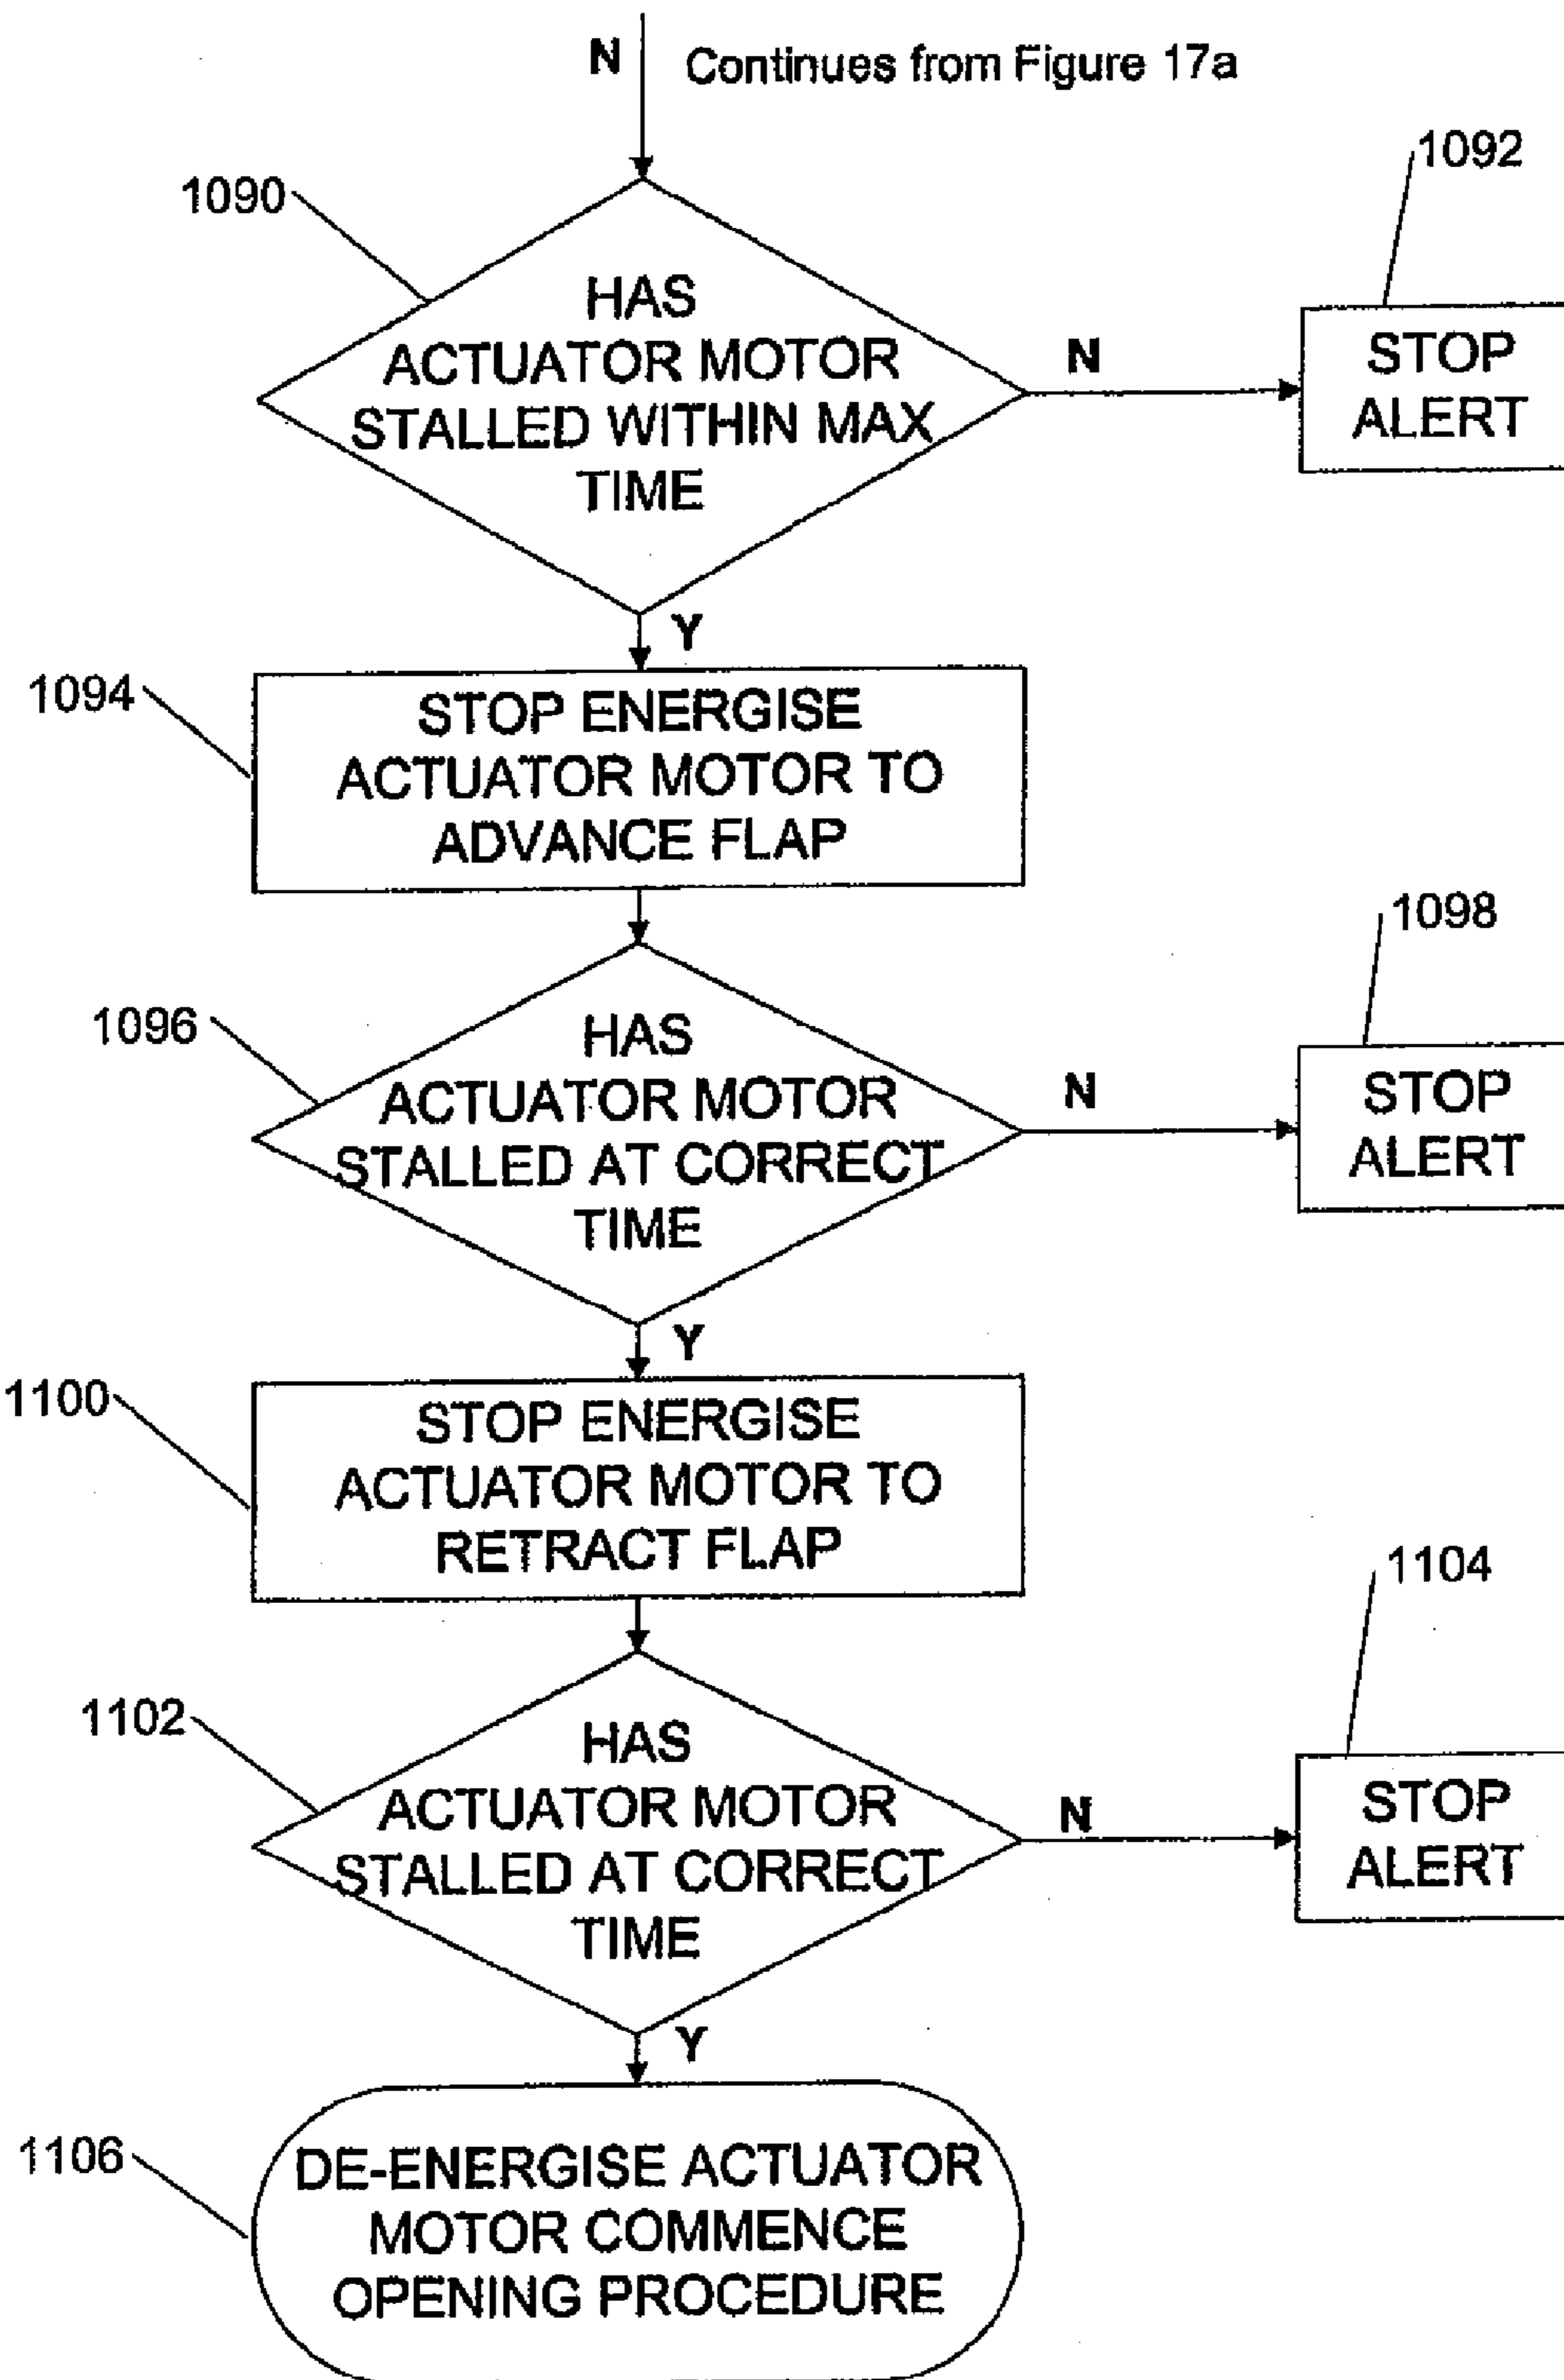 N Continues from Figure 17a
1092
1090
HAS
ACTUATOR MOTOR
STALLED WITHIN MAX
TIME
N
STOP
ALERT
Y
1094
STOP ENERGISE
ACTUATOR MOTOR TO
ADVANCE FLAP
1098
1096
HAS
ACTUATOR MOTOR
STALLED AT CORRECT
TIME
N
STOP
ALERT
Y
1100
STOP ENERGISE
ACTUATOR MOTOR TO
RETRACT FLAP
1104
1102
HAS
ACTUATOR MOTOR
STALLED AT CORRECT
TIME
N
STOP
ALERT
Y
1106
DE-ENERGISE ACTUATOR
MOTOR COMMENCE
OPENING PROCEDURE